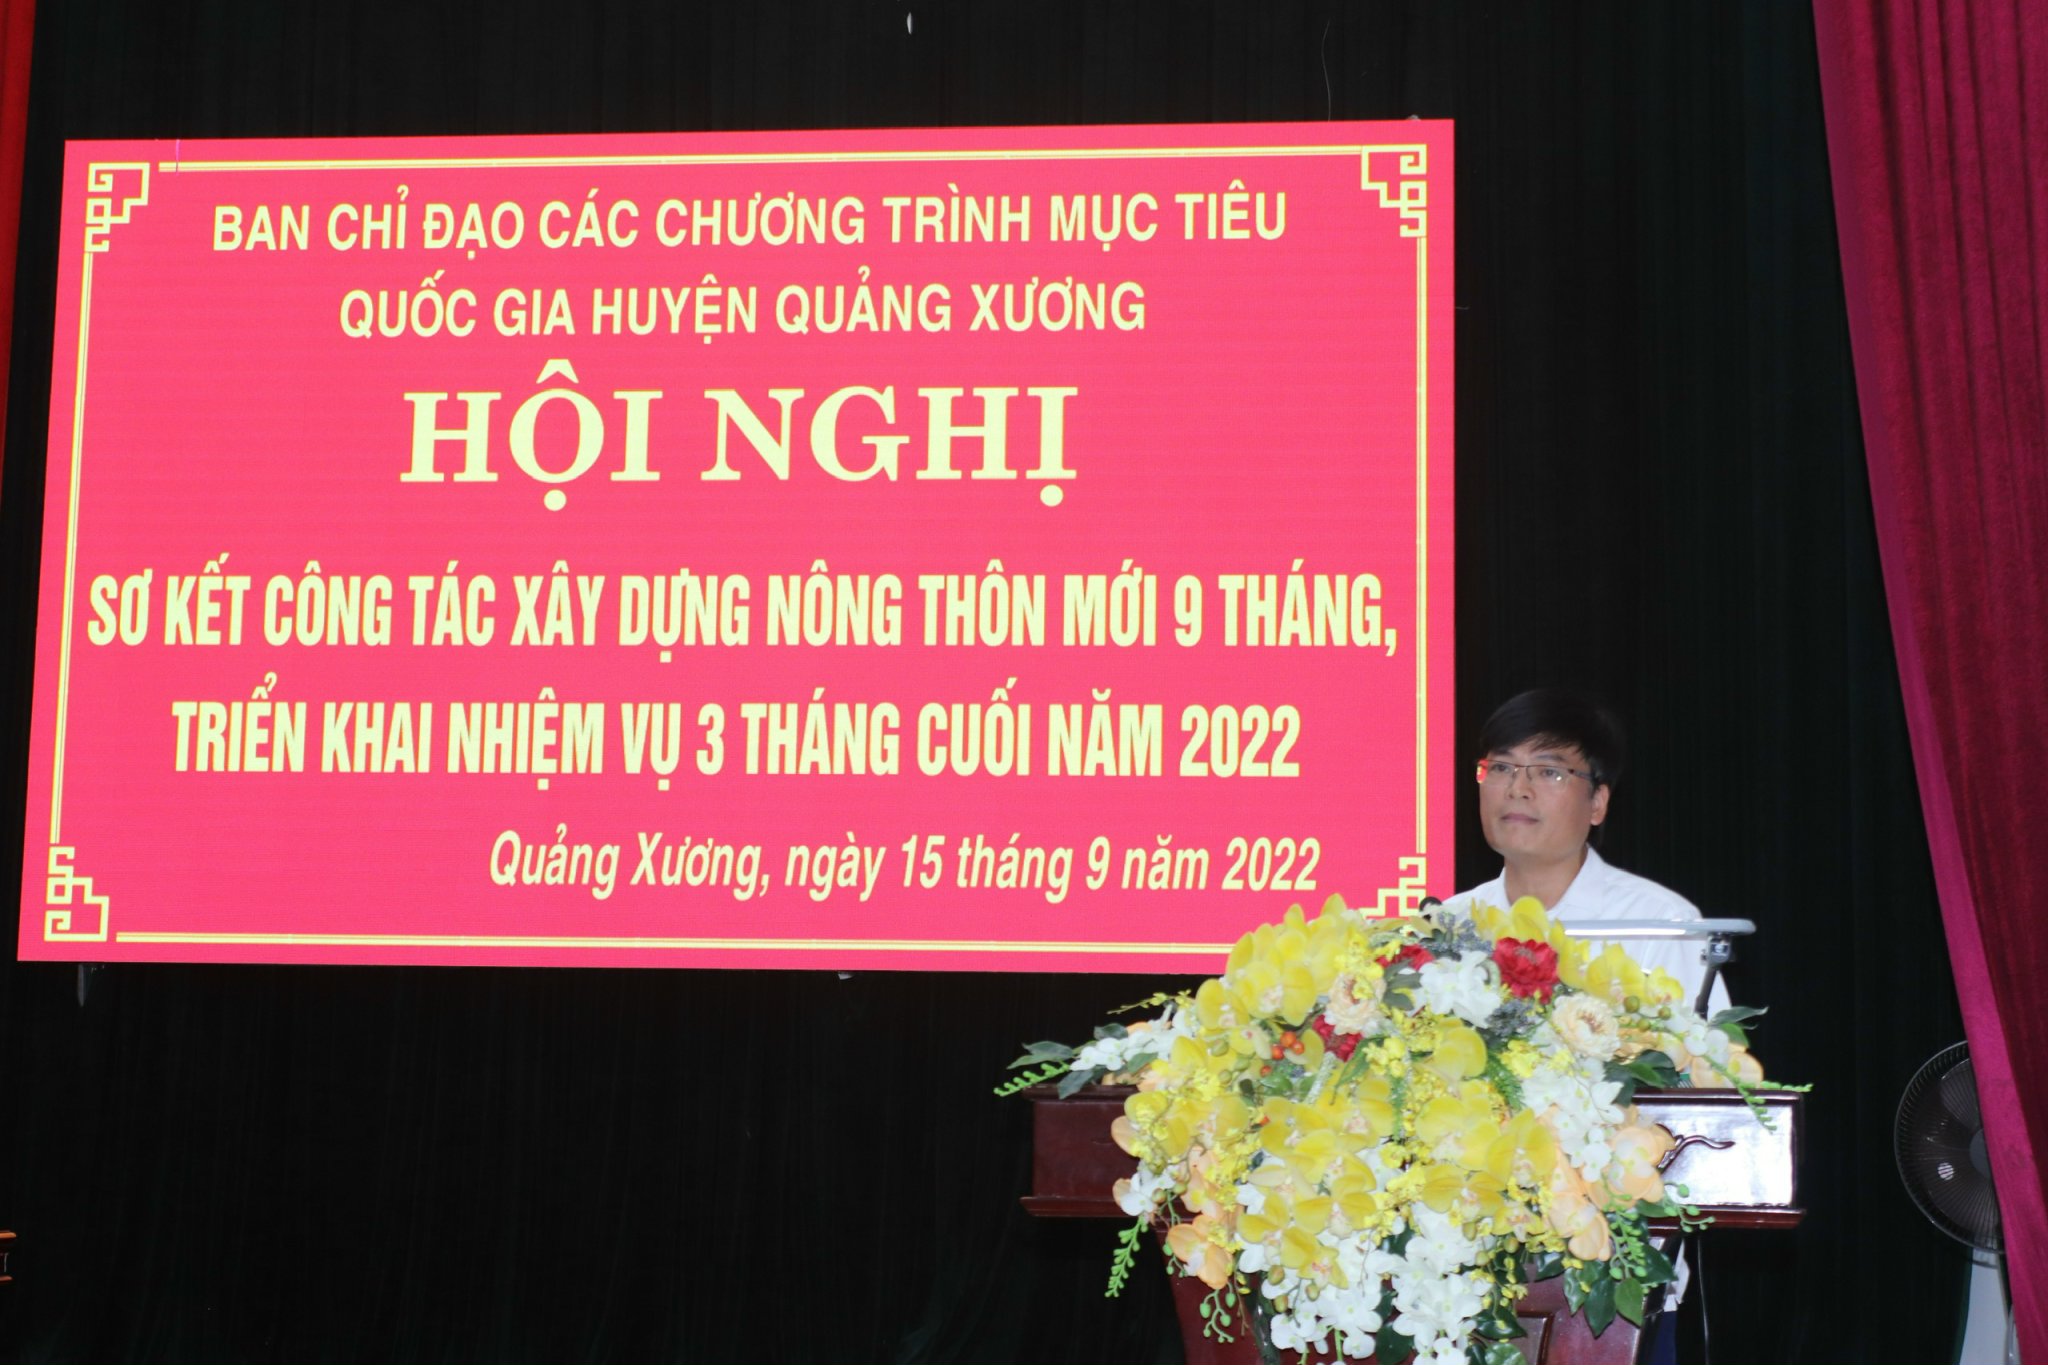 BAN CHỈ ĐẠO CÁC CHƯƠNG TRÌNH MỤC TIÊU
QUỐC GIA HUYỆN QUẢNG XƯƠNG
HỘI NGHỊ
SƠ KẾT CÔNG TÁC XÂY DỰNG NÔNG THÔN MỚI 9 THÁNG,
TRIỂN KHAI NHIỆM VỤ 3 THÁNG CUỐI NĂM 2022
Quảng Xương, ngày 15 tháng 9 năm 2022